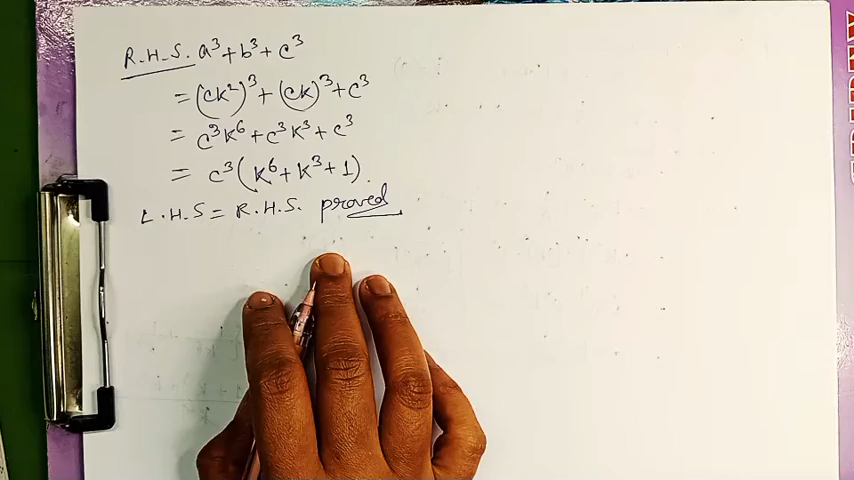 R.H.S. a³+b³+c³
= (ck²)³ + (ck)³ + c³
= c³k⁶ + c³k³ + c³
= c³(k⁶ + k³ + 1).
L.H.S = R.H.S. proved